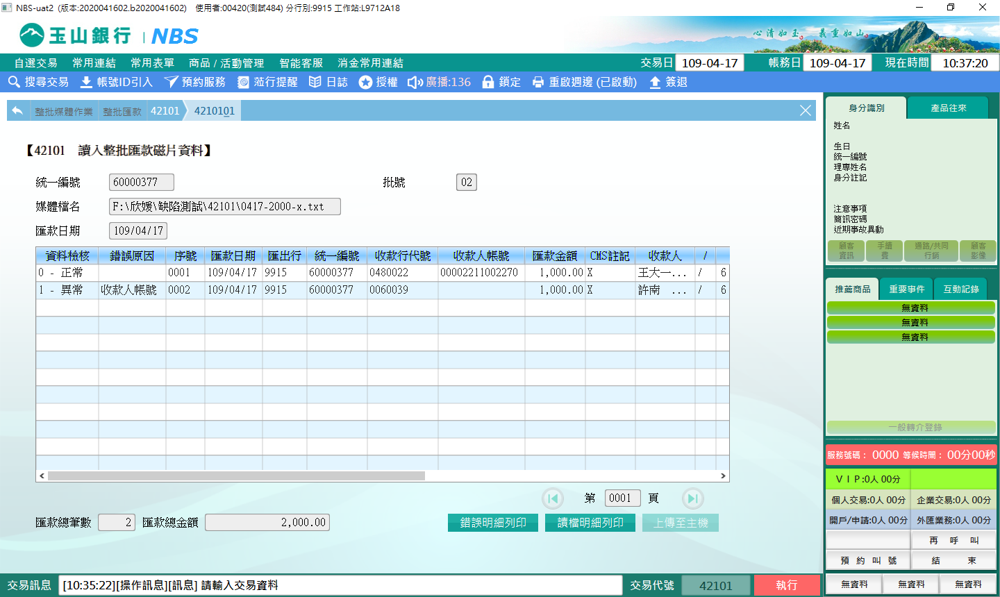 NBS-uat2 (版本:2020041602.b2020041602) 使用者:00420(測試484) 分行別:9915 工作站:L9712A18
玉山銀行 | NBS
心清如玉。義重如山。
自選交易 常用連結 常用表單 商品 / 活動管理 智能客服 消金常用連結 交易日 109-04-17 帳務日 109-04-17 現在時間 10:37:20
搜尋交易 帳號ID引入 預約服務 蒞行提醒 日誌 授權 廣播:136 鎖定 重啟週邊 (已啟動) 簽退
整批媒體作業 整批匯款 42101 4210101
【42101 讀入整批匯款磁片資料】
統一編號 60000377 批號 02
媒體檔名 F:\欣媛\缺陷測試\42101\0417-2000-x.txt
匯款日期 109/04/17
資料檢核 錯誤原因 序號 匯款日期 匯出行 統一編號 收款行代號 收款人帳號 匯款金額 CMS註記 收款人 /
0 - 正常 0001 109/04/17 9915 60000377 0480022 00002211002270 1,000.00 X 王大一... / 6
1 - 異常 收款人帳號 0002 109/04/17 9915 60000377 0060039 1,000.00 X 許南 ... / 6
第 0001 頁
匯款總筆數 2 匯款總金額 2,000.00 錯誤明細列印 讀檔明細列印 上傳至主機
交易訊息 [10:35:22][操作訊息][訊息] 請輸入交易資料 交易代號 42101 執行
身分識別 產品往來
姓名
生日
統一編號
理專姓名
身分註記
注意事項
簡訊密碼
近期事故異動
顧客資訊 手續費 通路/共同行銷 顧客影像
推薦商品 重要事件 互動記錄
無資料
無資料
無資料
一般轉介登錄
服務號碼： 0000 等候時間： 00分00秒
ＶＩＰ:0人 00分
個人交易:0人 00分 企業交易:0人 00分
開戶/申請:0人 00分 外匯業務:0人 00分
再 呼 叫
預 約 叫 號 結 束
無資料 無資料 無資料